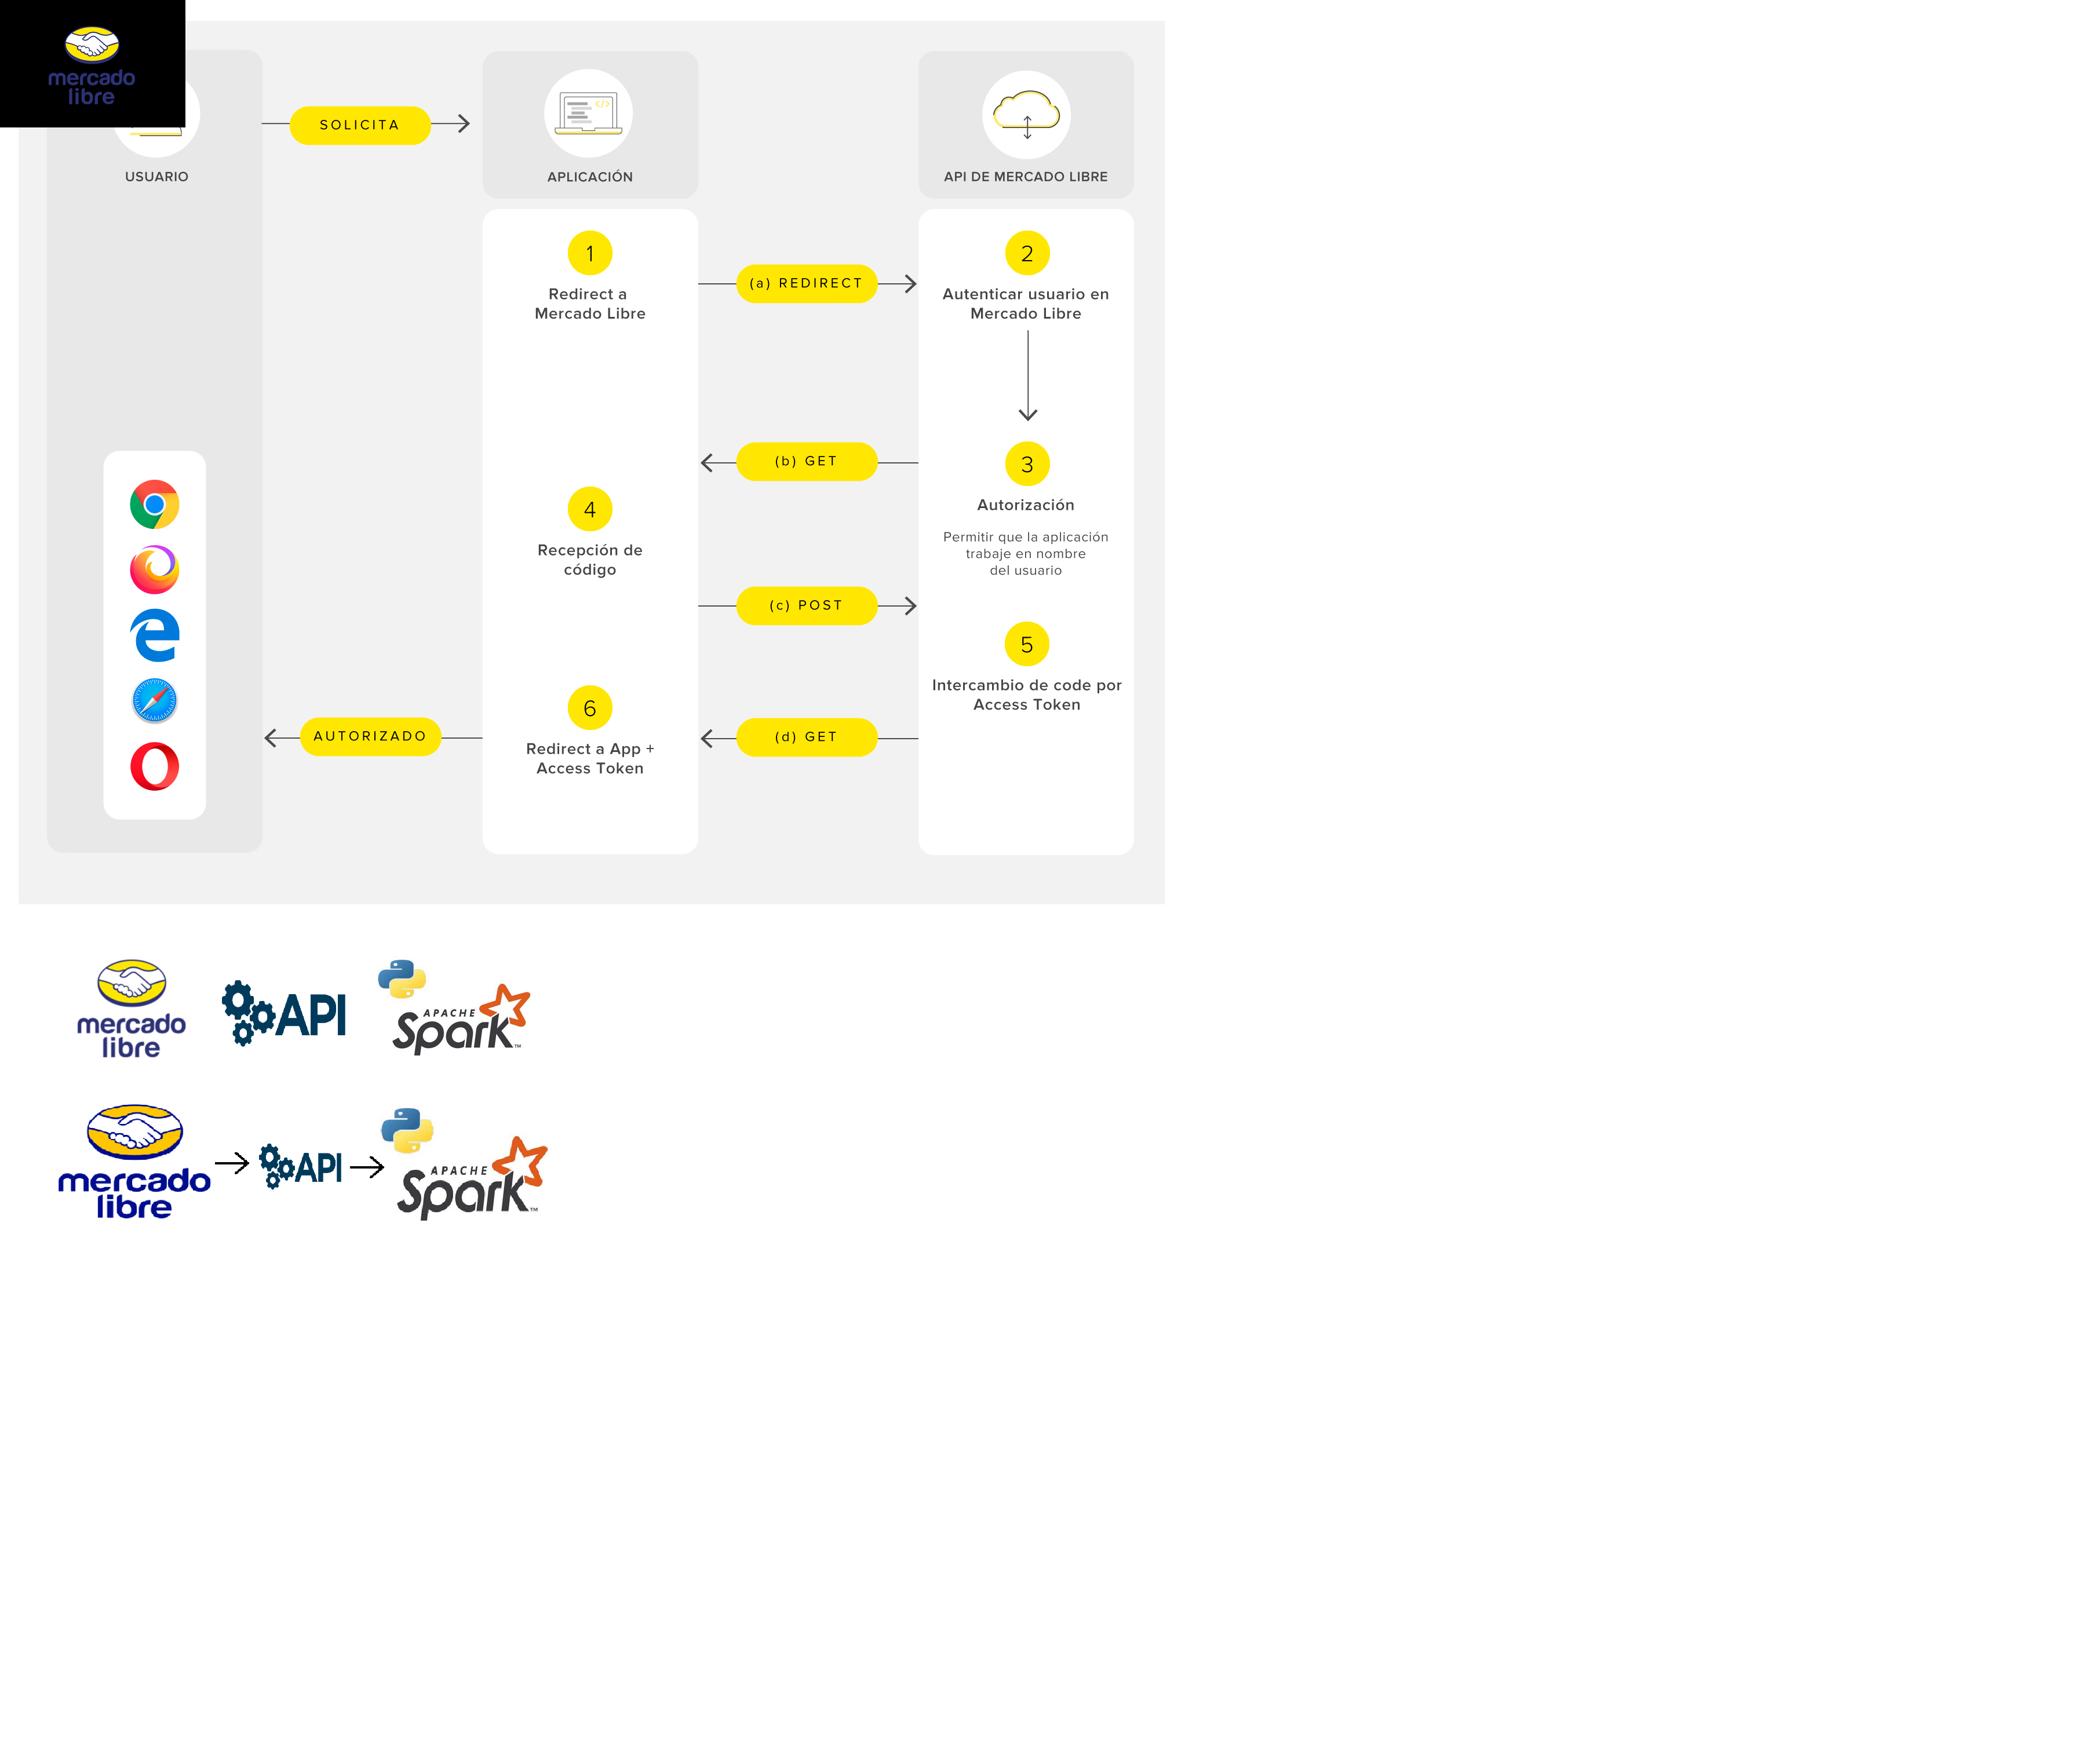 mercado
libre
SOLICITA
USUARIO
APLICACIÓN
API DE MERCADO LIBRE
1
Redirect a
Mercado Libre
(a) REDIRECT
2
Autenticar usuario en
Mercado Libre
(b) GET
3
Autorización
Permitir que la aplicación
trabaje en nombre
del usuario
4
Recepción de
código
(c) POST
5
Intercambio de code por
Access Token
6
Redirect a App +
Access Token
AUTORIZADO
(d) GET
mercado
libre
API
APACHE
Spark™
mercado
libre
API
APACHE
Spark™